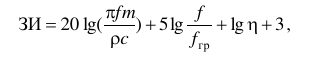 ЗИ = 20 lg(πfm/ρc) + 5 lg f/fгр + lg η + 3 ,